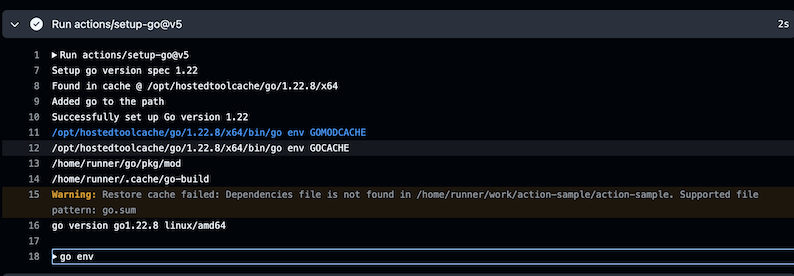 Run actions/setup-go@v5 2s
1 Run actions/setup-go@v5
7 Setup go version spec 1.22
8 Found in cache @ /opt/hostedtoolcache/go/1.22.8/x64
9 Added go to the path
10 Successfully set up Go version 1.22
11 /opt/hostedtoolcache/go/1.22.8/x64/bin/go env GOMODCACHE
12 /opt/hostedtoolcache/go/1.22.8/x64/bin/go env GOCACHE
13 /home/runner/go/pkg/mod
14 /home/runner/.cache/go-build
15 Warning: Restore cache failed: Dependencies file is not found in /home/runner/work/action-sample/action-sample. Supported file
pattern: go.sum
16 go version go1.22.8 linux/amd64
17
18 go env